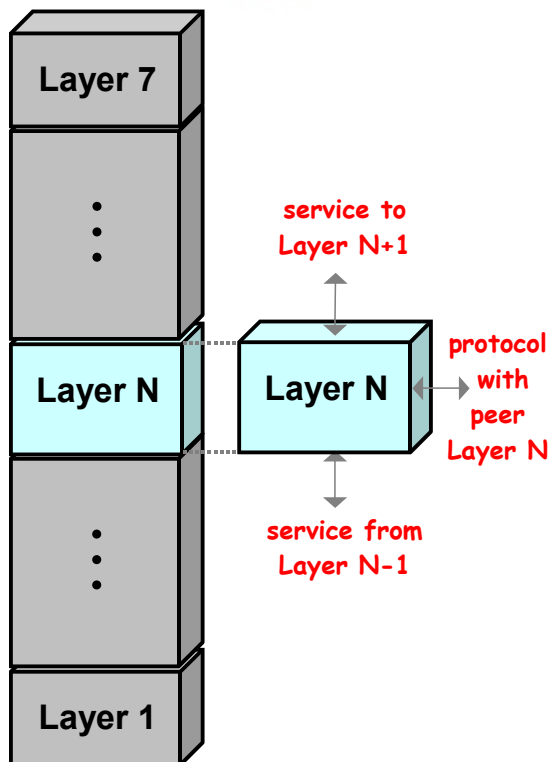 Layer 7
service to
Layer N+1
Layer N
Layer N
protocol
with
peer
Layer N
service from
Layer N-1
Layer 1